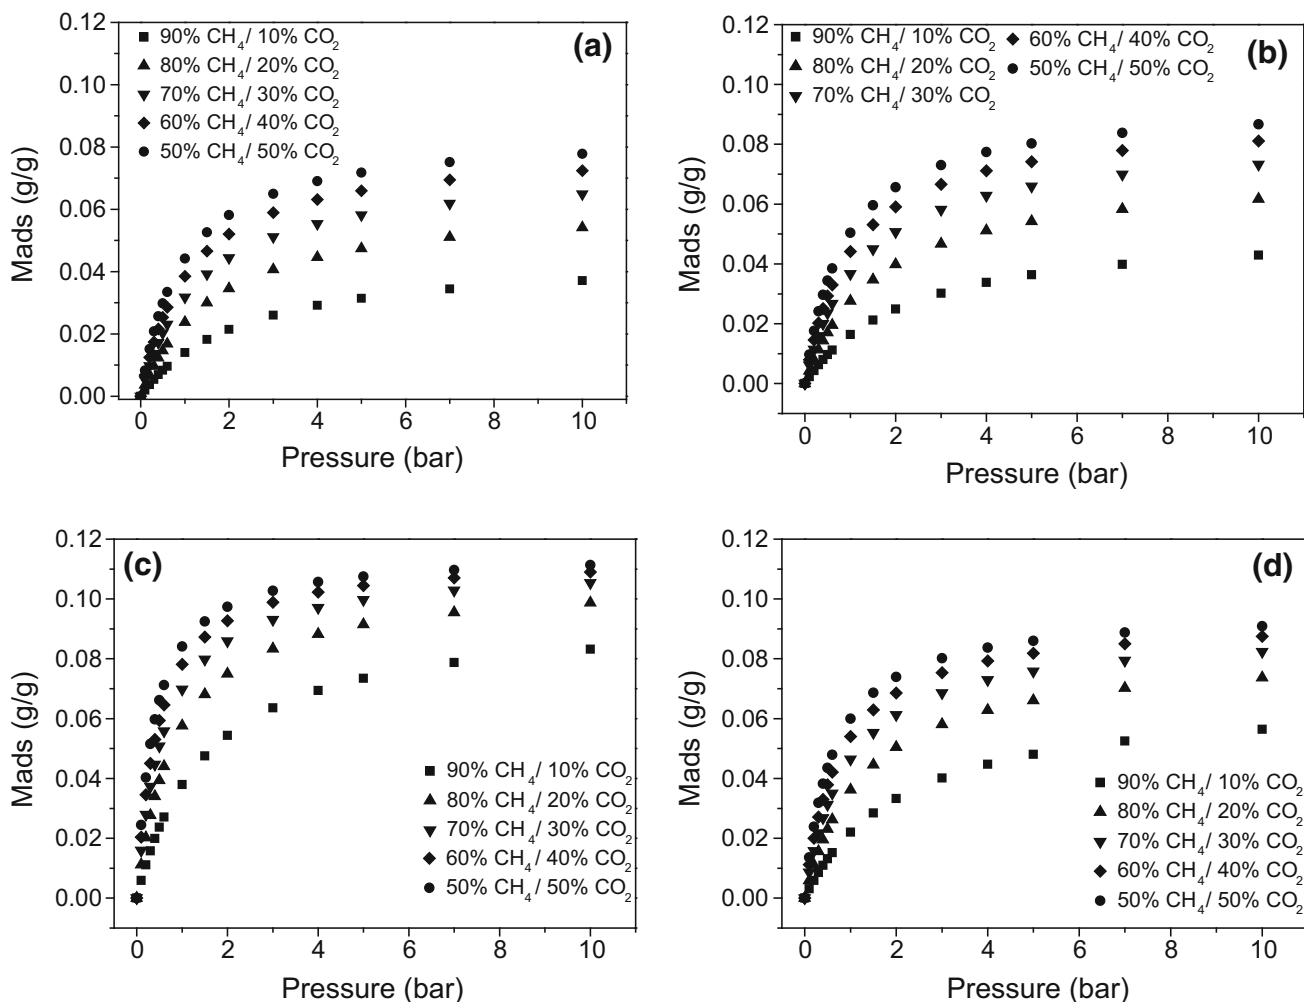 (a)
90% CH4/ 10% CO2
80% CH4/ 20% CO2
70% CH4/ 30% CO2
60% CH4/ 40% CO2
50% CH4/ 50% CO2
Mads (g/g)
0.12
0.10
0.08
0.06
0.04
0.02
0.00
0 2 4 6 8 10
Pressure (bar)
(b)
90% CH4/ 10% CO2
80% CH4/ 20% CO2
70% CH4/ 30% CO2
60% CH4/ 40% CO2
50% CH4/ 50% CO2
Mads (g/g)
0.12
0.10
0.08
0.06
0.04
0.02
0.00
0 2 4 6 8 10
Pressure (bar)
(c)
Mads (g/g)
0.12
0.10
0.08
0.06
0.04
0.02
0.00
90% CH4/ 10% CO2
80% CH4/ 20% CO2
70% CH4/ 30% CO2
60% CH4/ 40% CO2
50% CH4/ 50% CO2
0 2 4 6 8 10
Pressure (bar)
(d)
Mads (g/g)
0.12
0.10
0.08
0.06
0.04
0.02
0.00
90% CH4/ 10% CO2
80% CH4/ 20% CO2
70% CH4/ 30% CO2
60% CH4/ 40% CO2
50% CH4/ 50% CO2
0 2 4 6 8 10
Pressure (bar)